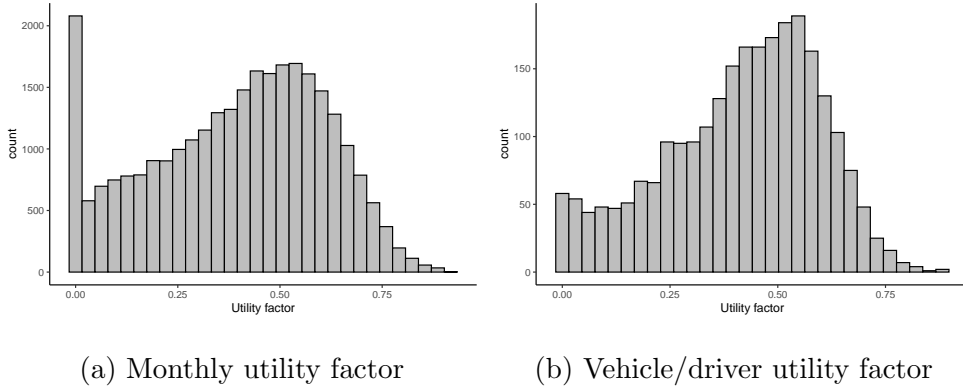 2000
1500
1000
500
0
count
0.00 0.25 0.50 0.75
Utility factor
(a) Monthly utility factor
150
100
50
0
count
0.00 0.25 0.50 0.75
Utility factor
(b) Vehicle/driver utility factor